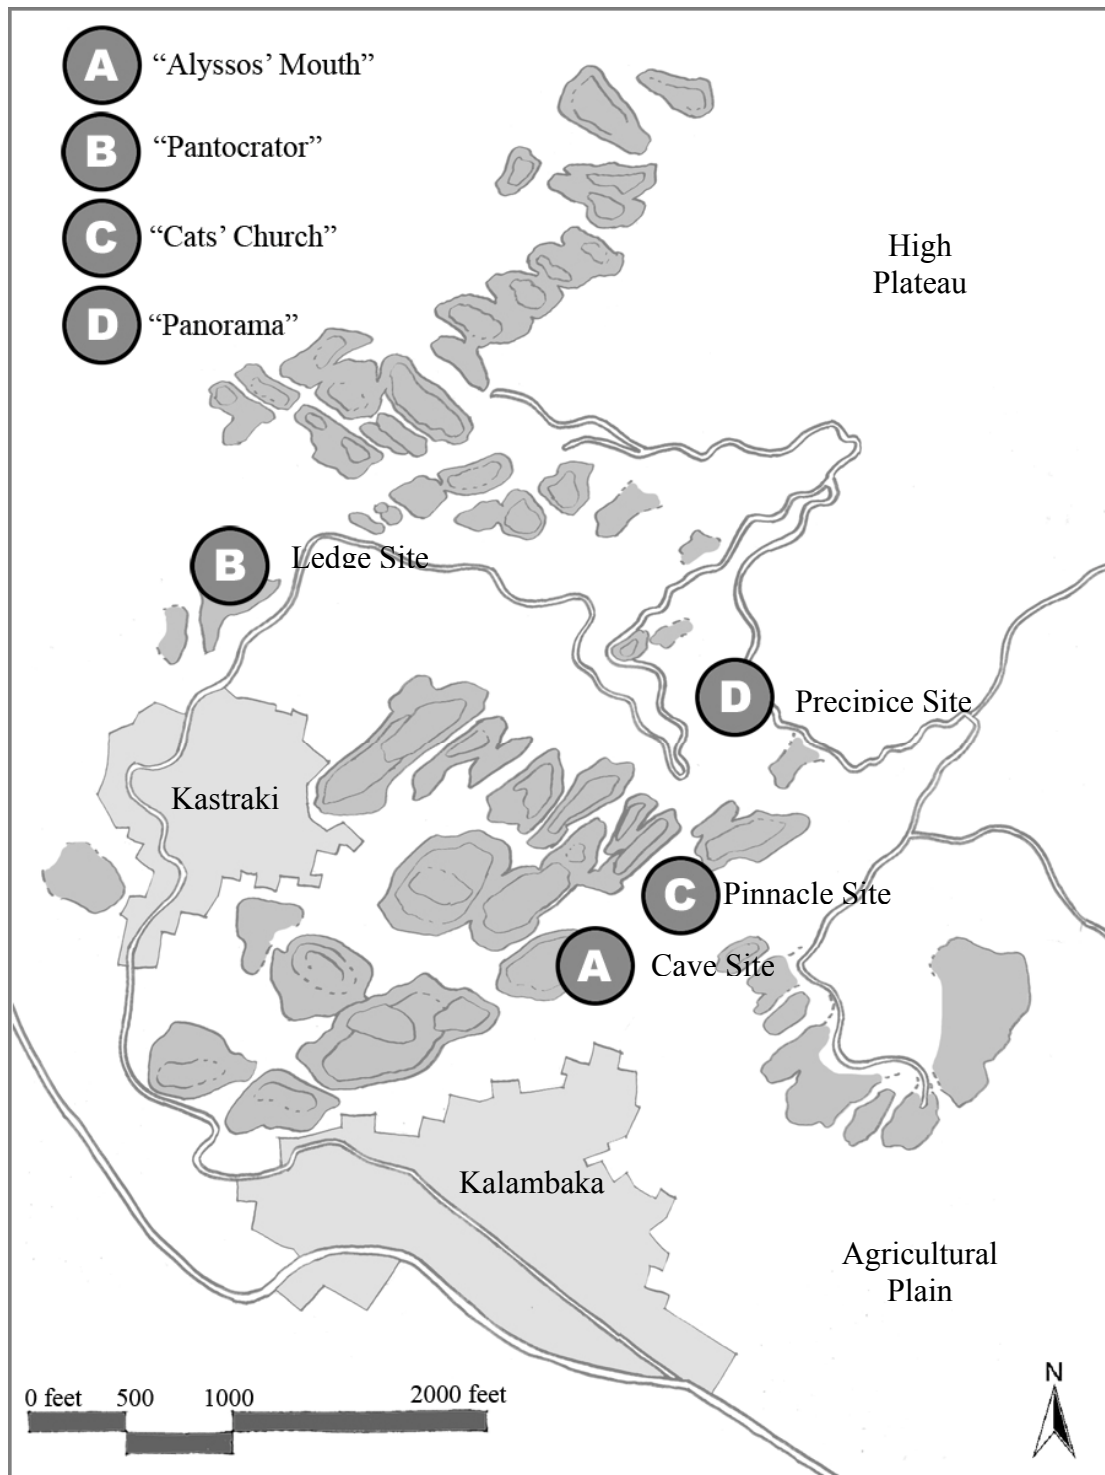 A "Alyssos' Mouth"
B "Pantocrator"
C "Cats' Church"
D "Panorama"
High
Plateau
B Ledge Site
D Precipice Site
Kastraki
C Pinnacle Site
A Cave Site
Kalambaka
Agricultural
Plain
0 feet 500 1000 2000 feet
N